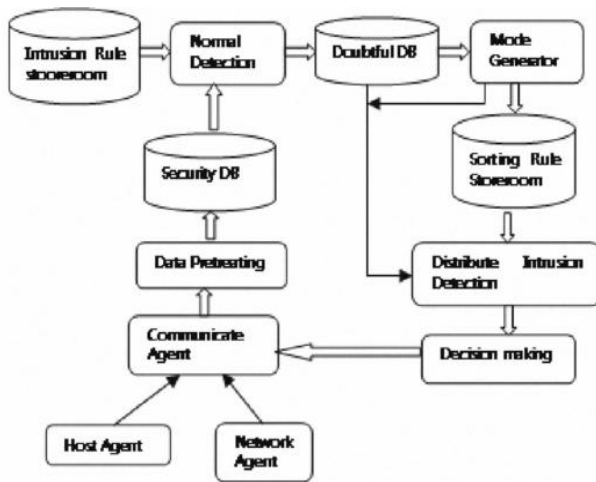 Intrusion Rule
stooreroom
Normal
Detection
Doubtful DB
Mode
Generator
Security DB
Sorting Rule
Storeroom
Data Pretreating
Distribute Intrusion
Detection
Communicate
Agent
Decision making
Host Agent
Network
Agent